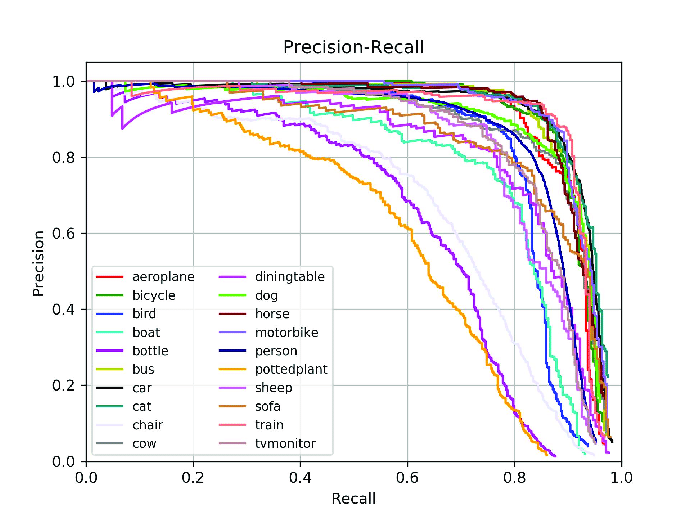 Precision-Recall
1.0
0.8
0.6
0.4
0.2
0.0
Precision
aeroplane
bicycle
bird
boat
bottle
bus
car
cat
chair
cow
diningtable
dog
horse
motorbike
person
pottedplant
sheep
sofa
train
tvmonitor
0.0 0.2 0.4 0.6 0.8 1.0
Recall